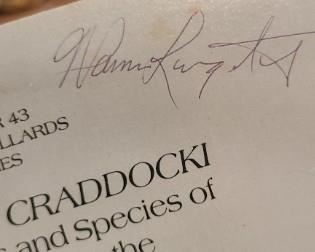 R 43
LLARDS
ES
CRADDOCKI
s and Species of
the